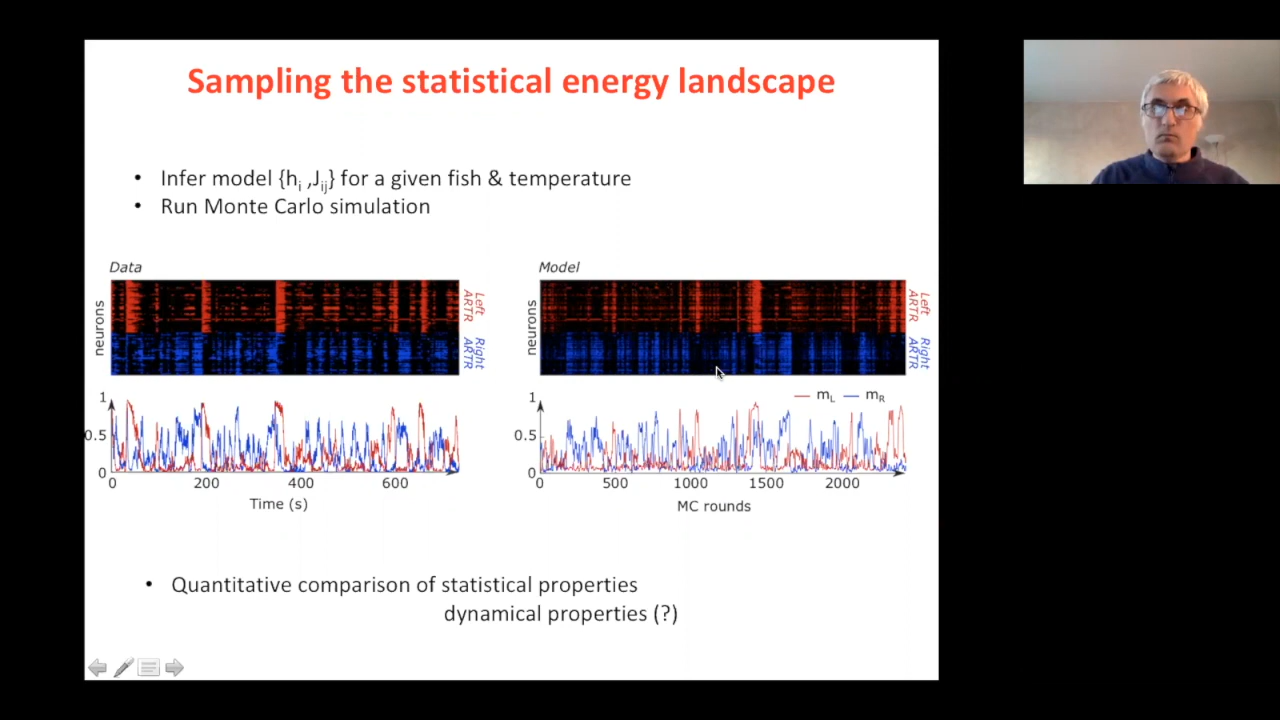 Sampling the statistical energy landscape
• Infer model {hi ,Jij} for a given fish & temperature
• Run Monte Carlo simulation
Data
neurons
Left
ARTR
Right
ARTR
1
0.5
0
0 200 400 600
Time (s)
Model
neurons
Left
ARTR
Right
ARTR
mL mR
1
0.5
0
0 500 1000 1500 2000
MC rounds
• Quantitative comparison of statistical properties
dynamical properties (?)